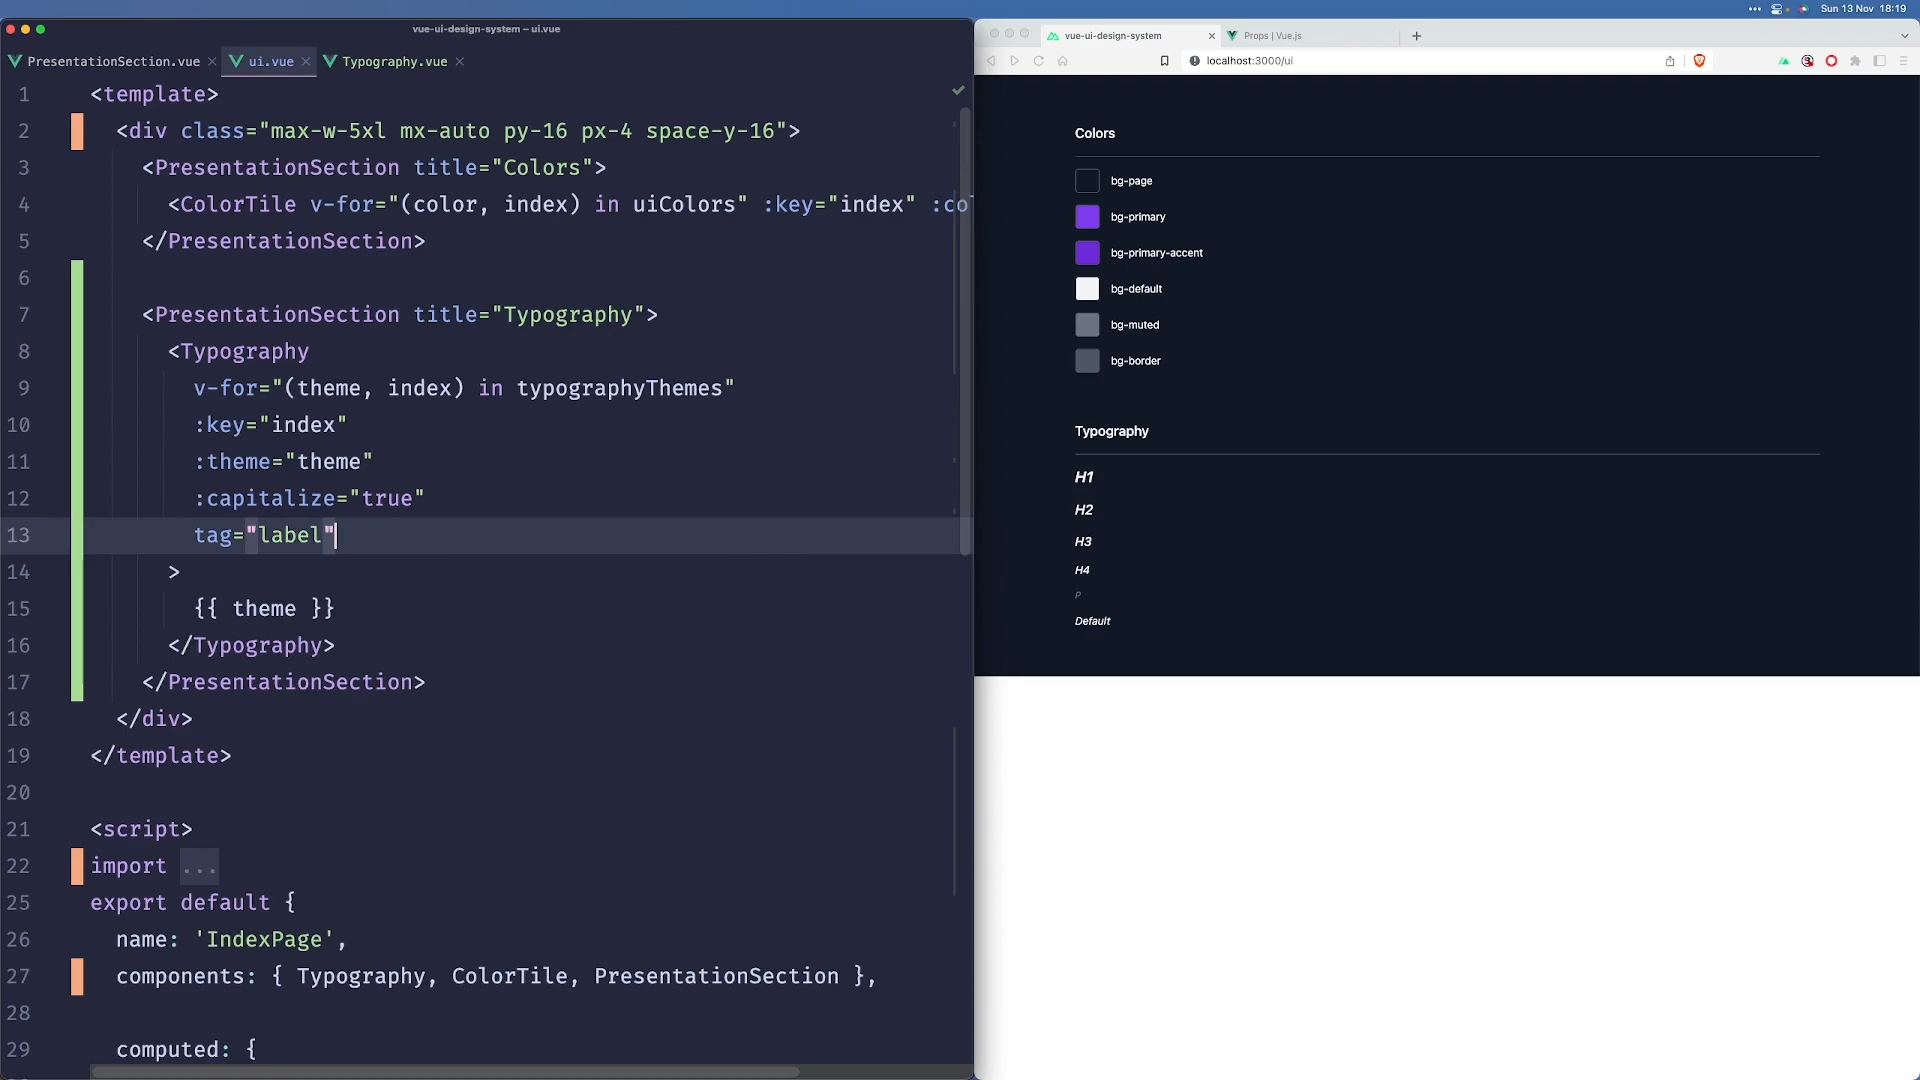 Sun 13 Nov 18:19
vue-ui-design-system – ui.vue
PresentationSection.vue
ui.vue
Typography.vue
1 <template>
2 <div class="max-w-5xl mx-auto py-16 px-4 space-y-16">
3 <PresentationSection title="Colors">
4 <ColorTile v-for="(color, index) in uiColors" :key="index" :co
5 </PresentationSection>
6
7 <PresentationSection title="Typography">
8 <Typography
9 v-for="(theme, index) in typographyThemes"
10 :key="index"
11 :theme="theme"
12 :capitalize="true"
13 tag="label"
14 >
15 {{ theme }}
16 </Typography>
17 </PresentationSection>
18 </div>
19 </template>
20
21 <script>
22 import ...
25 export default {
26 name: 'IndexPage',
27 components: { Typography, ColorTile, PresentationSection },
28
29 computed: {
vue-ui-design-system
Props | Vue.js
localhost:3000/ui
Colors
bg-page
bg-primary
bg-primary-accent
bg-default
bg-muted
bg-border
Typography
H1
H2
H3
H4
P
Default